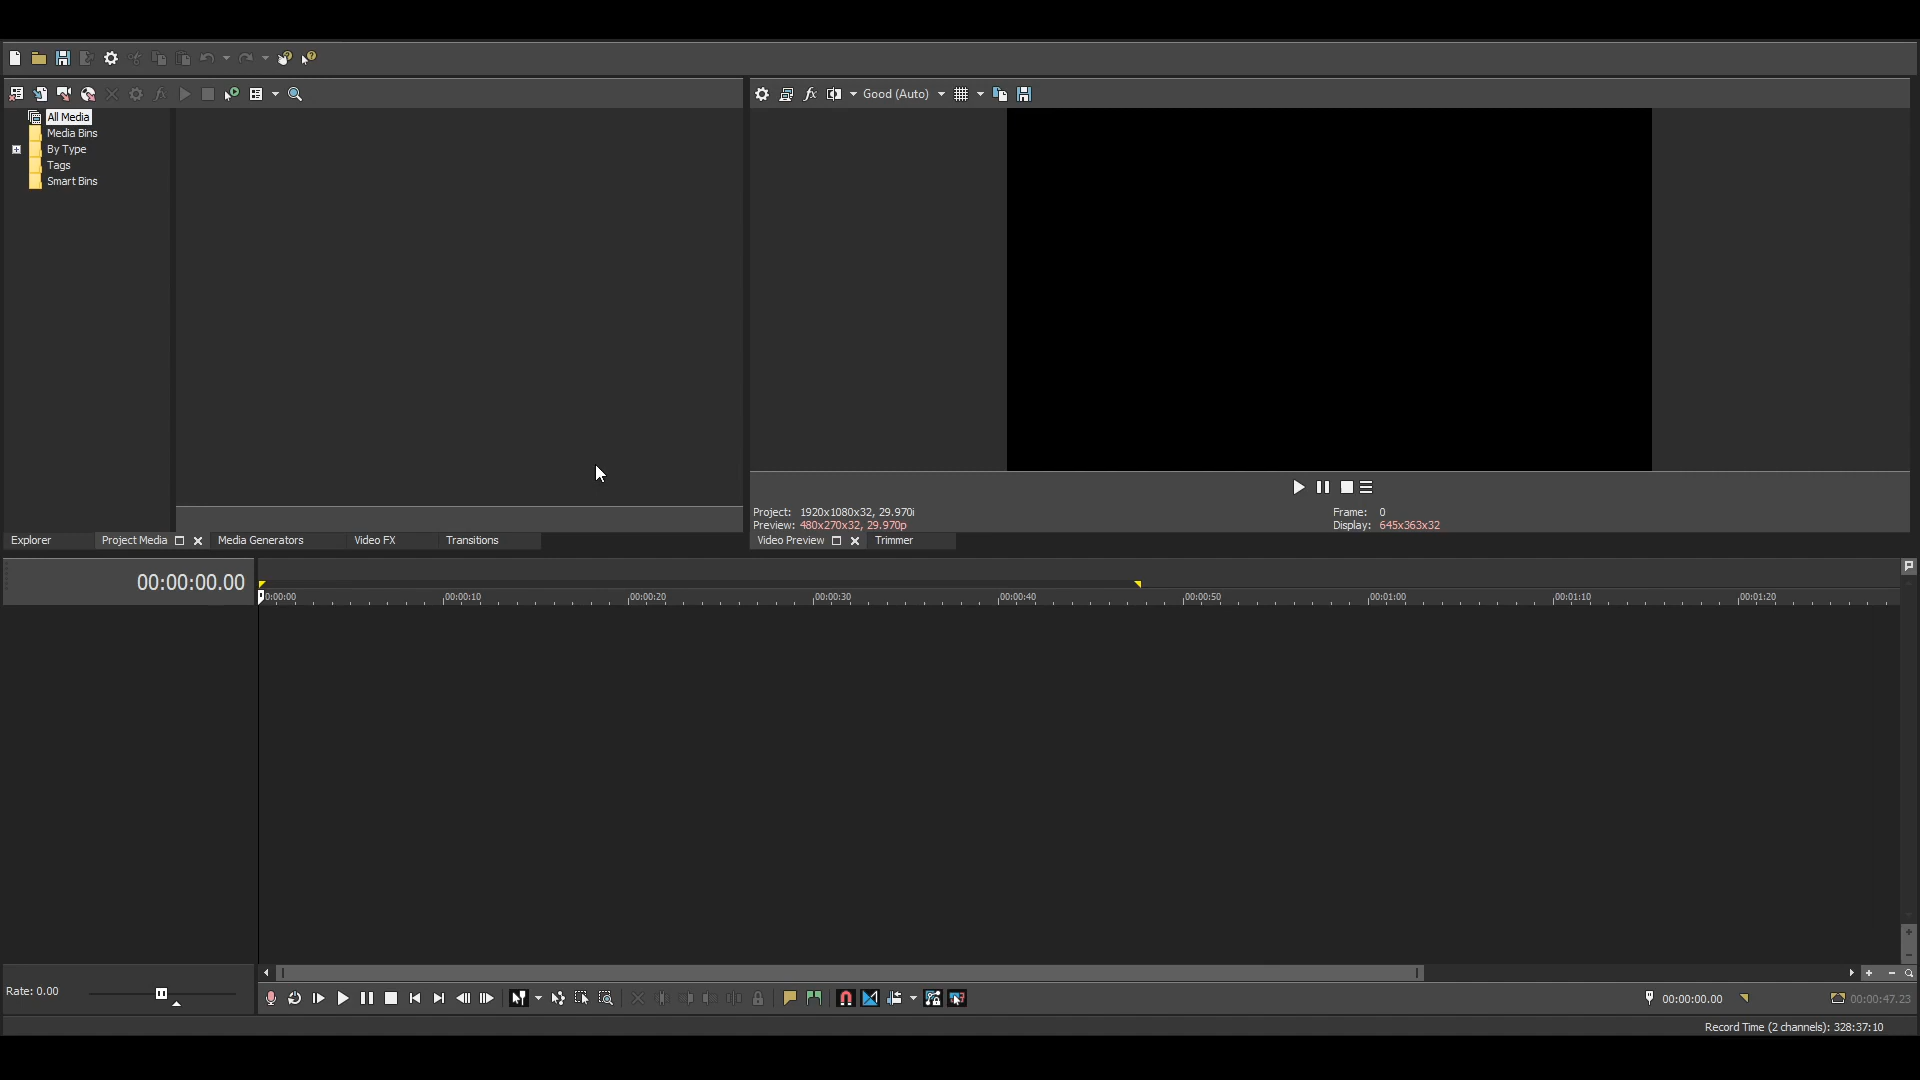 Good (Auto)
All Media
Media Bins
By Type
Tags
Smart Bins
Project: 1920x1080x32, 29.970i
Frame: 0
Preview: 480x270x32, 29.970p
Display: 645x363x32
Explorer
Project Media
Media Generators
Video FX
Transitions
Video Preview
Trimmer
00:00:00.00
0:00:00
00:00:10
00:00:20
00:00:30
00:00:40
00:00:50
00:01:00
00:01:10
00:01:20
Rate: 0.00
00:00:00.00
00:00:47.23
Record Time (2 channels): 328:37:10